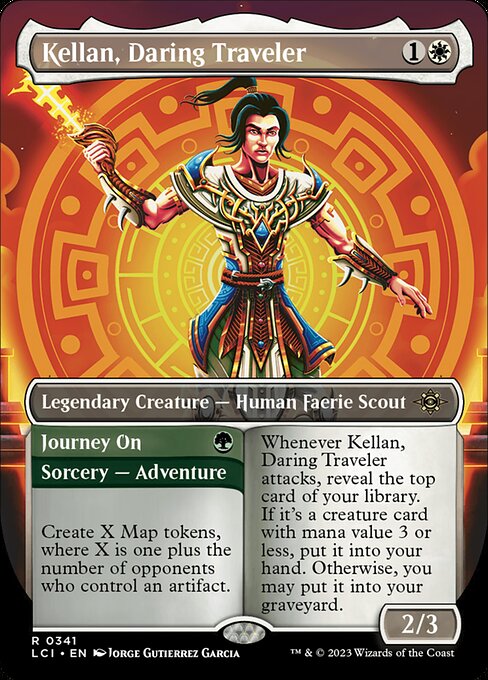 Kellan, Daring Traveler 1
Legendary Creature — Human Faerie Scout
Journey On
Sorcery — Adventure
Create X Map tokens,
where X is one plus the
number of opponents
who control an artifact.
Whenever Kellan,
Daring Traveler
attacks, reveal the top
card of your library.
If it's a creature card
with mana value 3 or
less, put it into your
hand. Otherwise, you
may put it into your
graveyard.
2/3
R 0341
LCI • EN Jorge Gutierrez Garcia
™ & © 2023 Wizards of the Coast